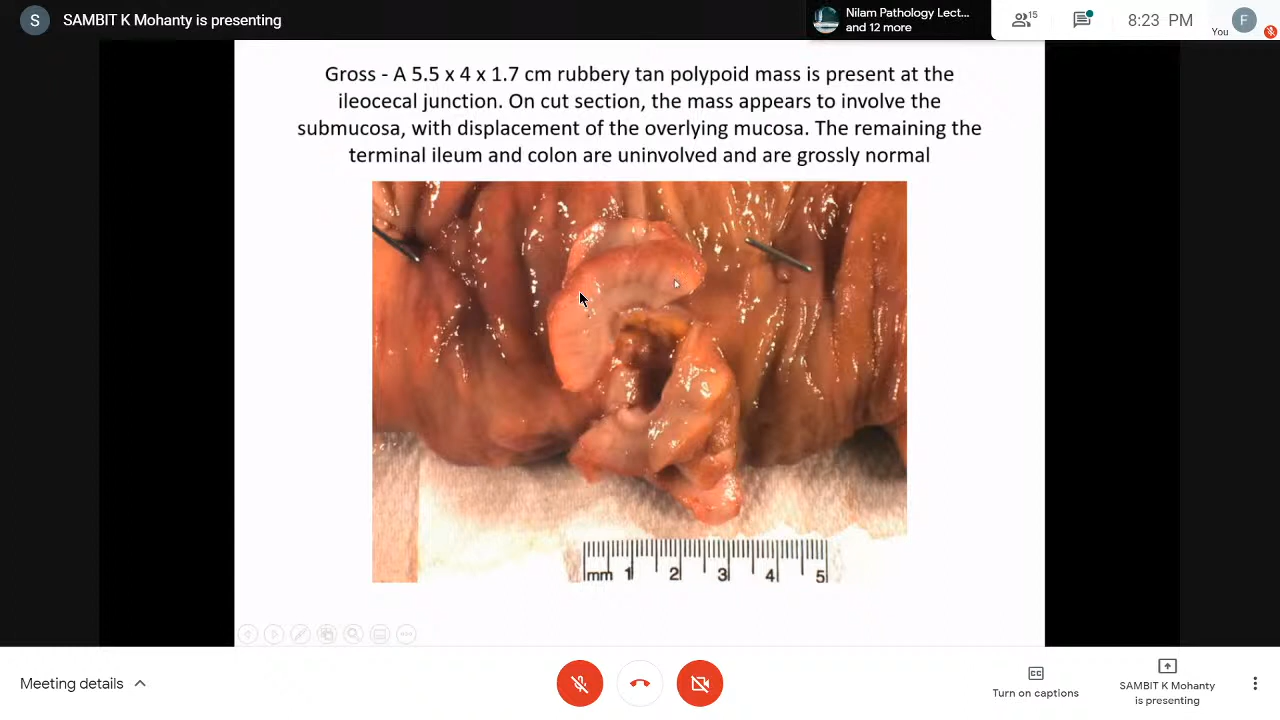 S SAMBIT K Mohanty is presenting
Nilam Pathology Lect...
and 12 more
15
8:23 PM
You
F
Gross - A 5.5 x 4 x 1.7 cm rubbery tan polypoid mass is present at the
ileocecal junction. On cut section, the mass appears to involve the
submucosa, with displacement of the overlying mucosa. The remaining the
terminal ileum and colon are uninvolved and are grossly normal
mm 1 2 3 4 5
Meeting details
CC
Turn on captions
SAMBIT K Mohanty
is presenting